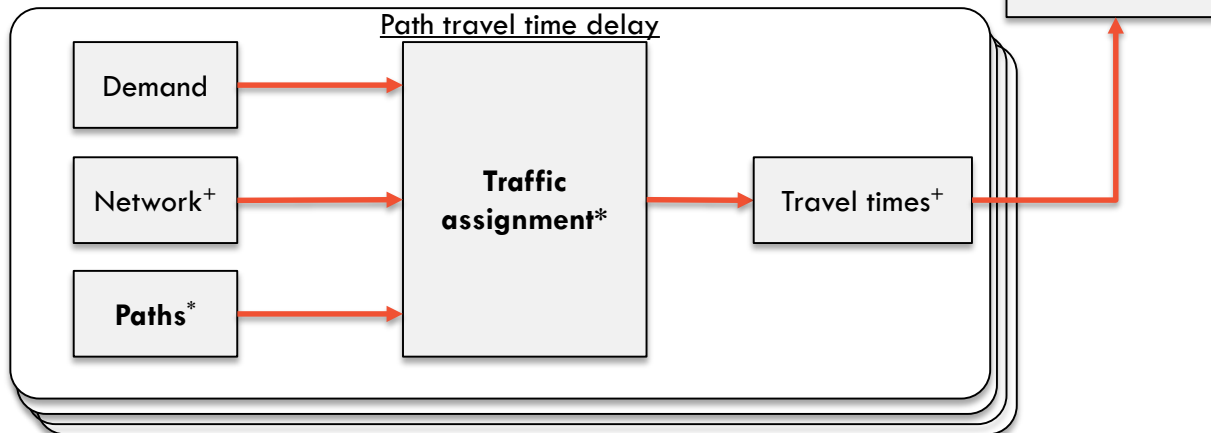 Path travel time delay
Demand
Network⁺
Traffic
assignment*
Travel times⁺
Paths*